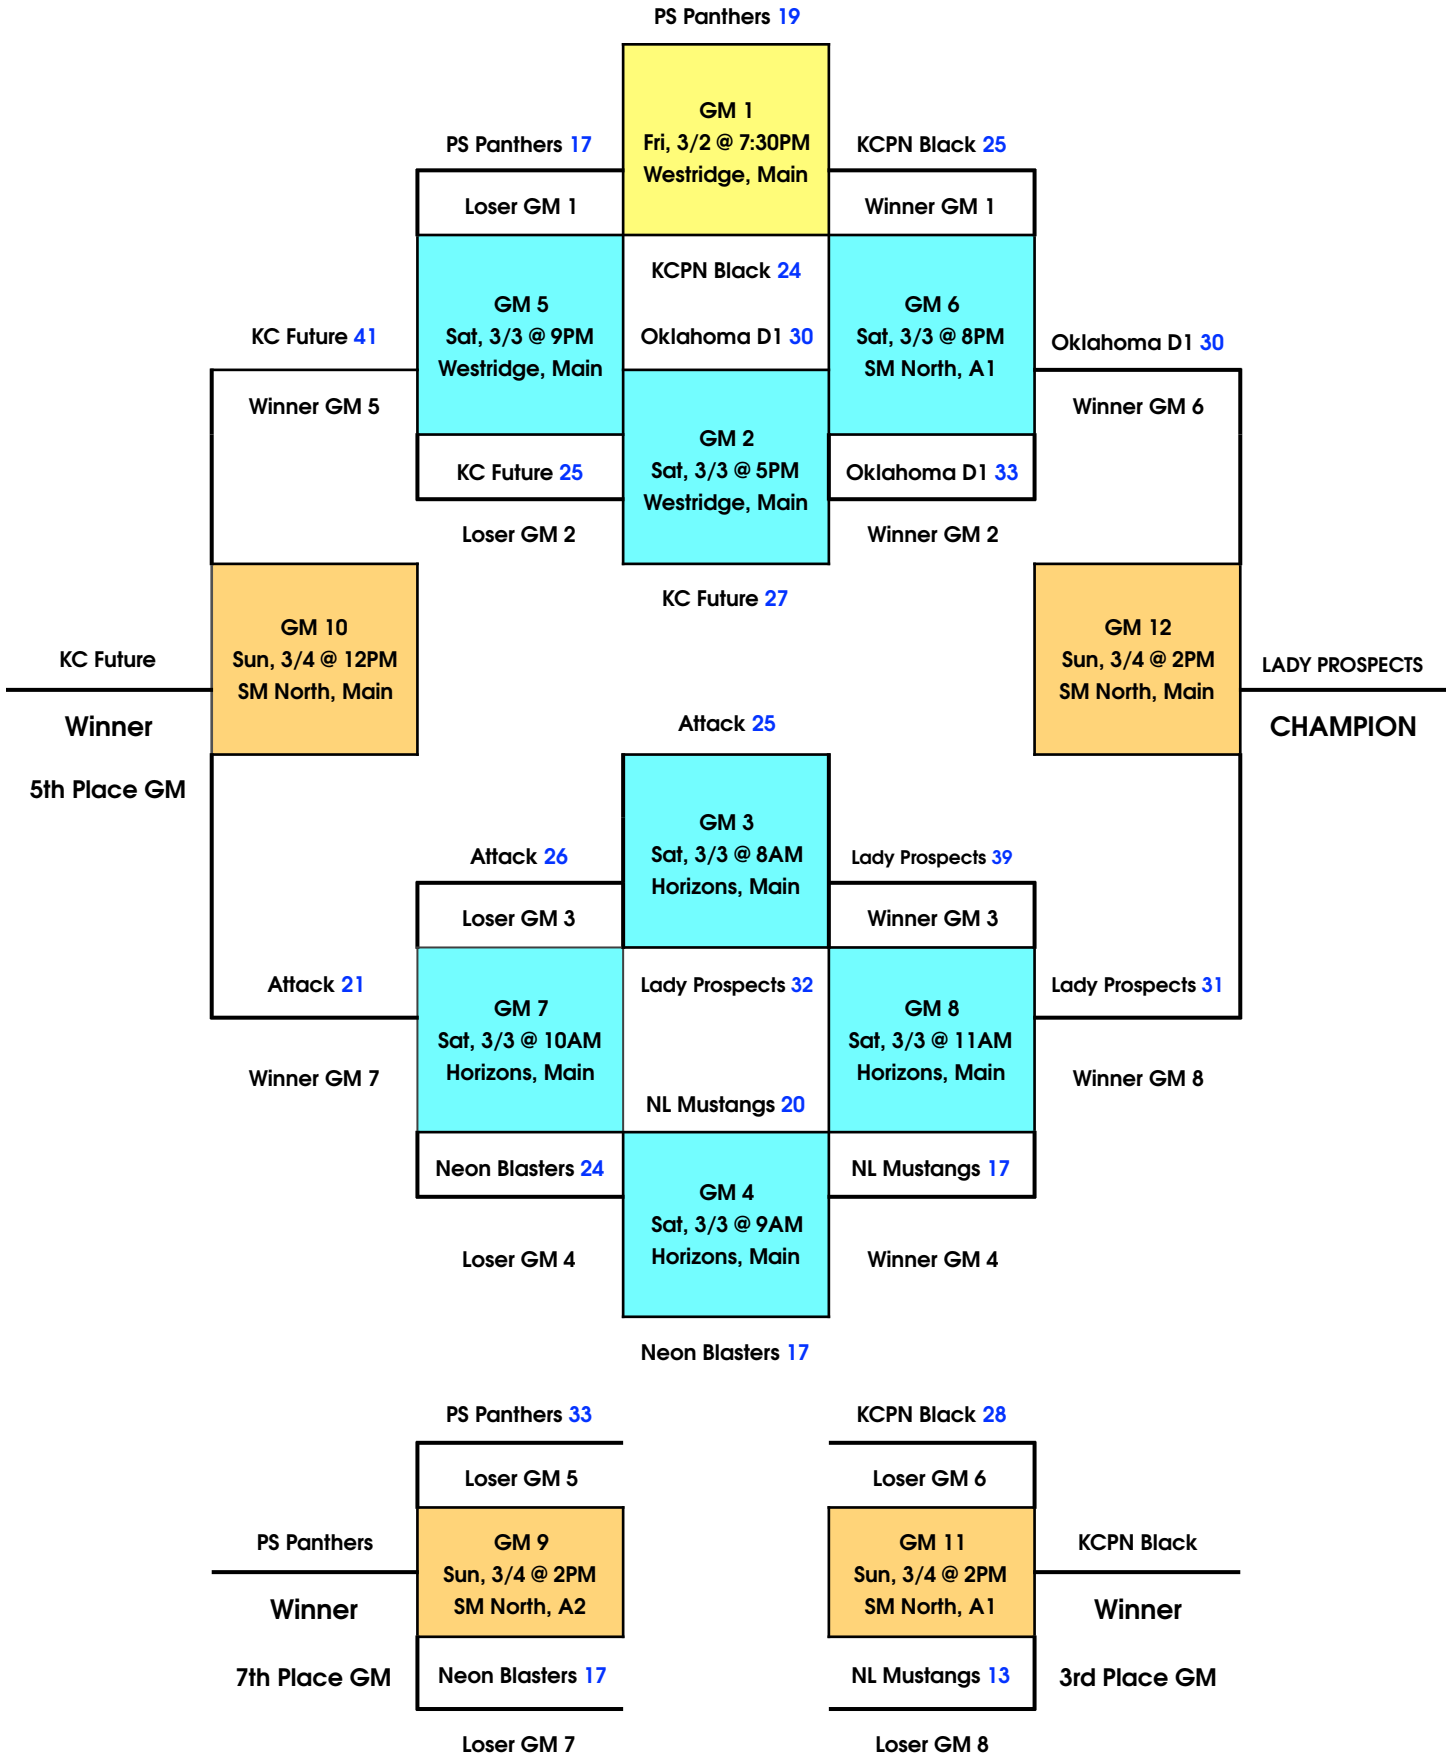 PS Panthers 19
GM 1
Fri, 3/2 @ 7:30PM
Westridge, Main
PS Panthers 17
KCPN Black 25
Loser GM 1
Winner GM 1
KCPN Black 24
GM 5
Sat, 3/3 @ 9PM
Westridge, Main
GM 6
Sat, 3/3 @ 8PM
SM North, A1
KC Future 41
Oklahoma D1 30
Oklahoma D1 30
Winner GM 5
Winner GM 6
GM 2
Sat, 3/3 @ 5PM
Westridge, Main
KC Future 25
Oklahoma D1 33
Loser GM 2
Winner GM 2
KC Future 27
GM 10
Sun, 3/4 @ 12PM
SM North, Main
GM 12
Sun, 3/4 @ 2PM
SM North, Main
KC Future
LADY PROSPECTS
Winner
CHAMPION
5th Place GM
Attack 25
GM 3
Sat, 3/3 @ 8AM
Horizons, Main
Attack 26
Lady Prospects 39
Loser GM 3
Winner GM 3
Attack 21
Lady Prospects 32
Lady Prospects 31
GM 7
Sat, 3/3 @ 10AM
Horizons, Main
GM 8
Sat, 3/3 @ 11AM
Horizons, Main
Winner GM 7
Winner GM 8
NL Mustangs 20
Neon Blasters 24
NL Mustangs 17
GM 4
Sat, 3/3 @ 9AM
Horizons, Main
Loser GM 4
Winner GM 4
Neon Blasters 17
PS Panthers 33
KCPN Black 28
Loser GM 5
Loser GM 6
PS Panthers
GM 9
Sun, 3/4 @ 2PM
SM North, A2
GM 11
Sun, 3/4 @ 2PM
SM North, A1
KCPN Black
Winner
Winner
7th Place GM
Neon Blasters 17
NL Mustangs 13
3rd Place GM
Loser GM 7
Loser GM 8